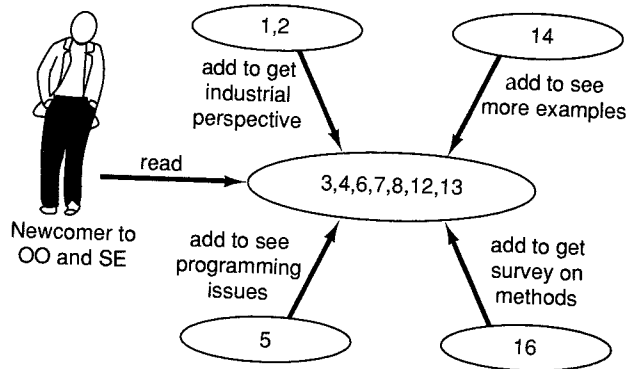 1,2
14
add to get
industrial
perspective
add to see
more examples
read
3,4,6,7,8,12,13
Newcomer to
OO and SE
add to see
programming
issues
add to get
survey on
methods
5
16